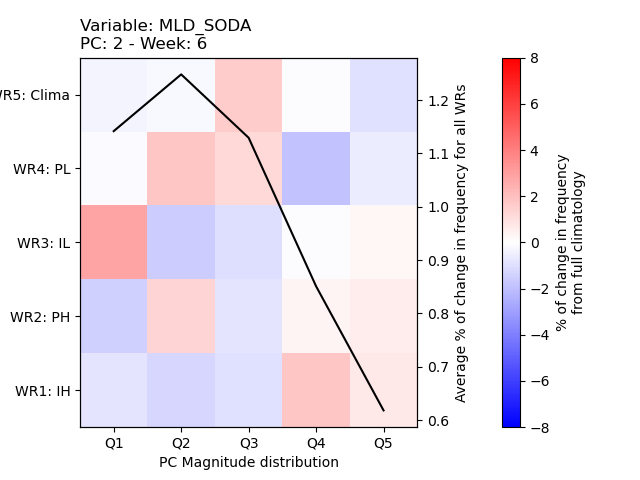 Variable: MLD_SODA
PC: 2 - Week: 6
WR5: Clima
WR4: PL
WR3: IL
WR2: PH
WR1: IH
Q1 Q2 Q3 Q4 Q5
PC Magnitude distribution
1.2
1.1
1.0
0.9
0.8
0.7
0.6
Average % of change in frequency for all WRs
8
6
4
2
0
−2
−4
−6
−8
% of change in frequency
from full climatology